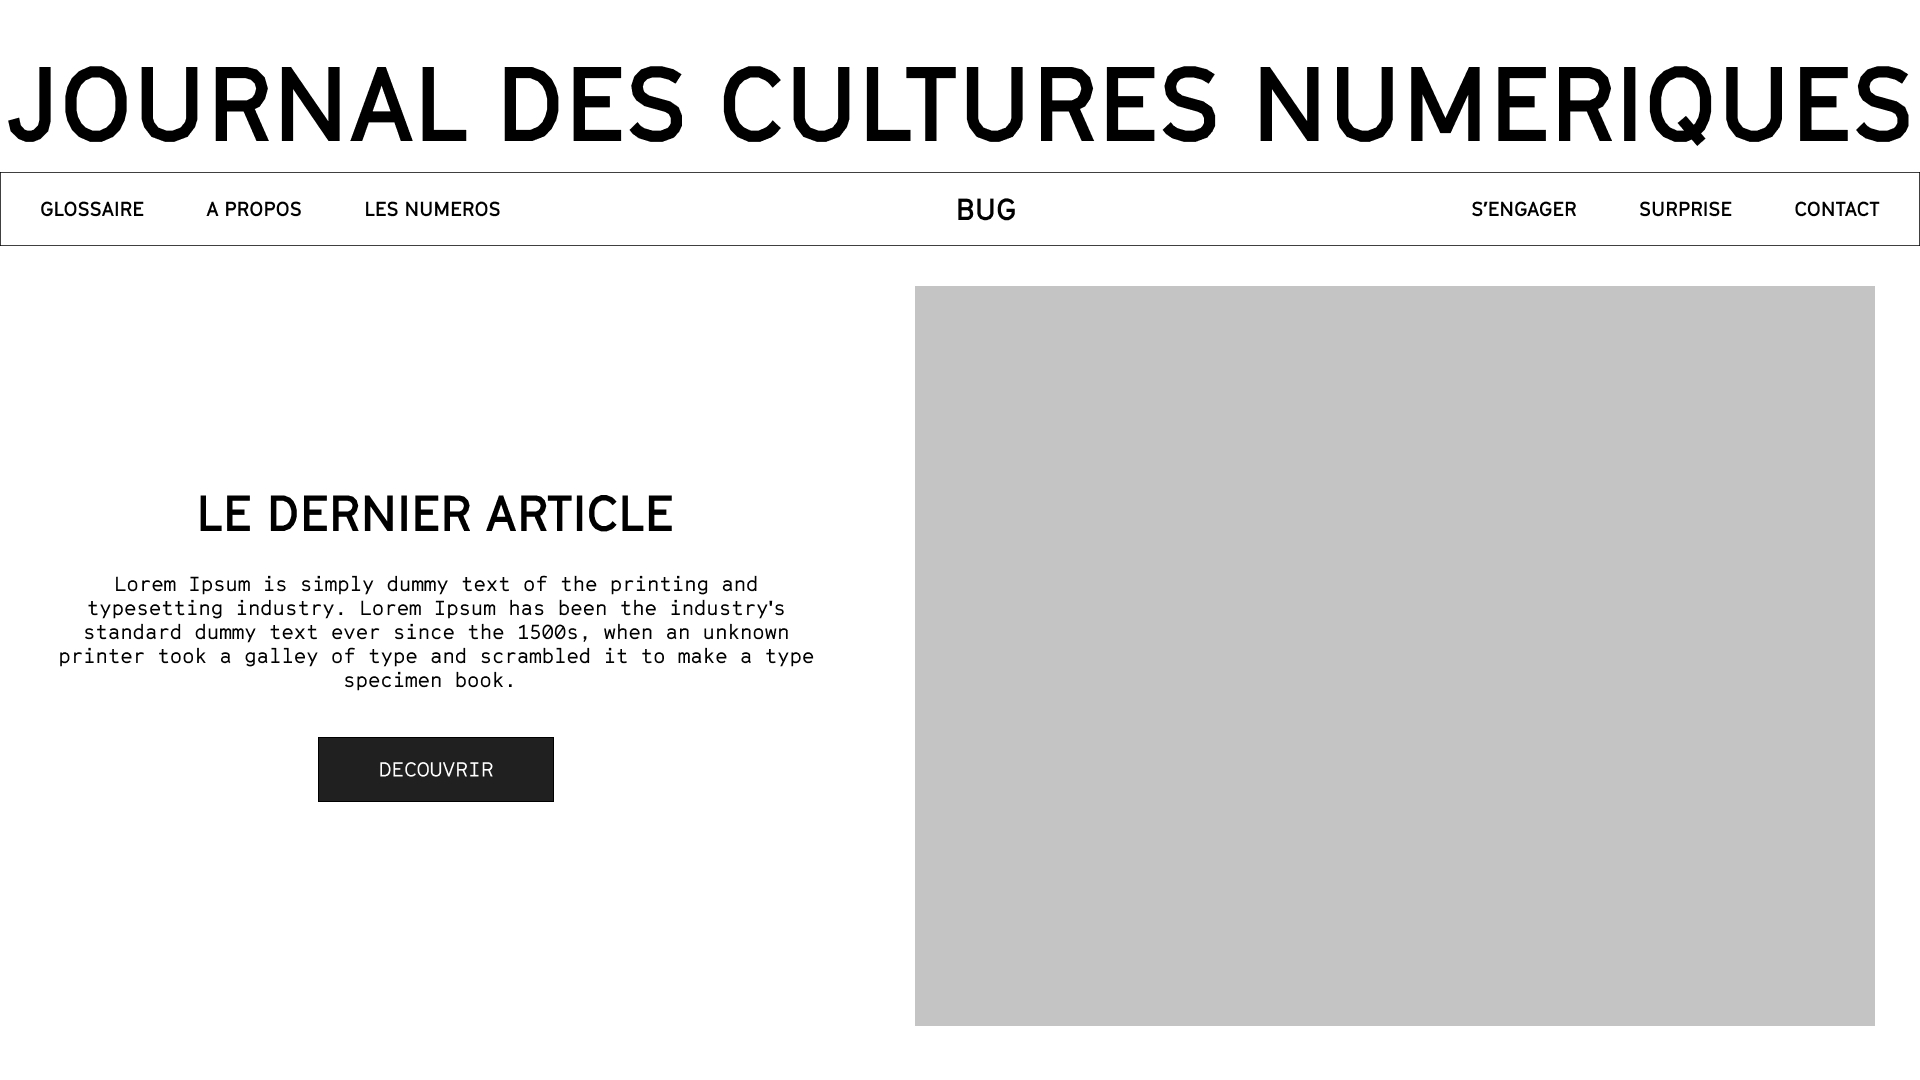 JOURNAL DES CULTURES NUMERIQUES
GLOSSAIRE A PROPOS LES NUMEROS BUG S’ENGAGER SURPRISE CONTACT
LE DERNIER ARTICLE
Lorem Ipsum is simply dummy text of the printing and
typesetting industry. Lorem Ipsum has been the industry's
standard dummy text ever since the 1500s, when an unknown
printer took a galley of type and scrambled it to make a type
specimen book.
DECOUVRIR